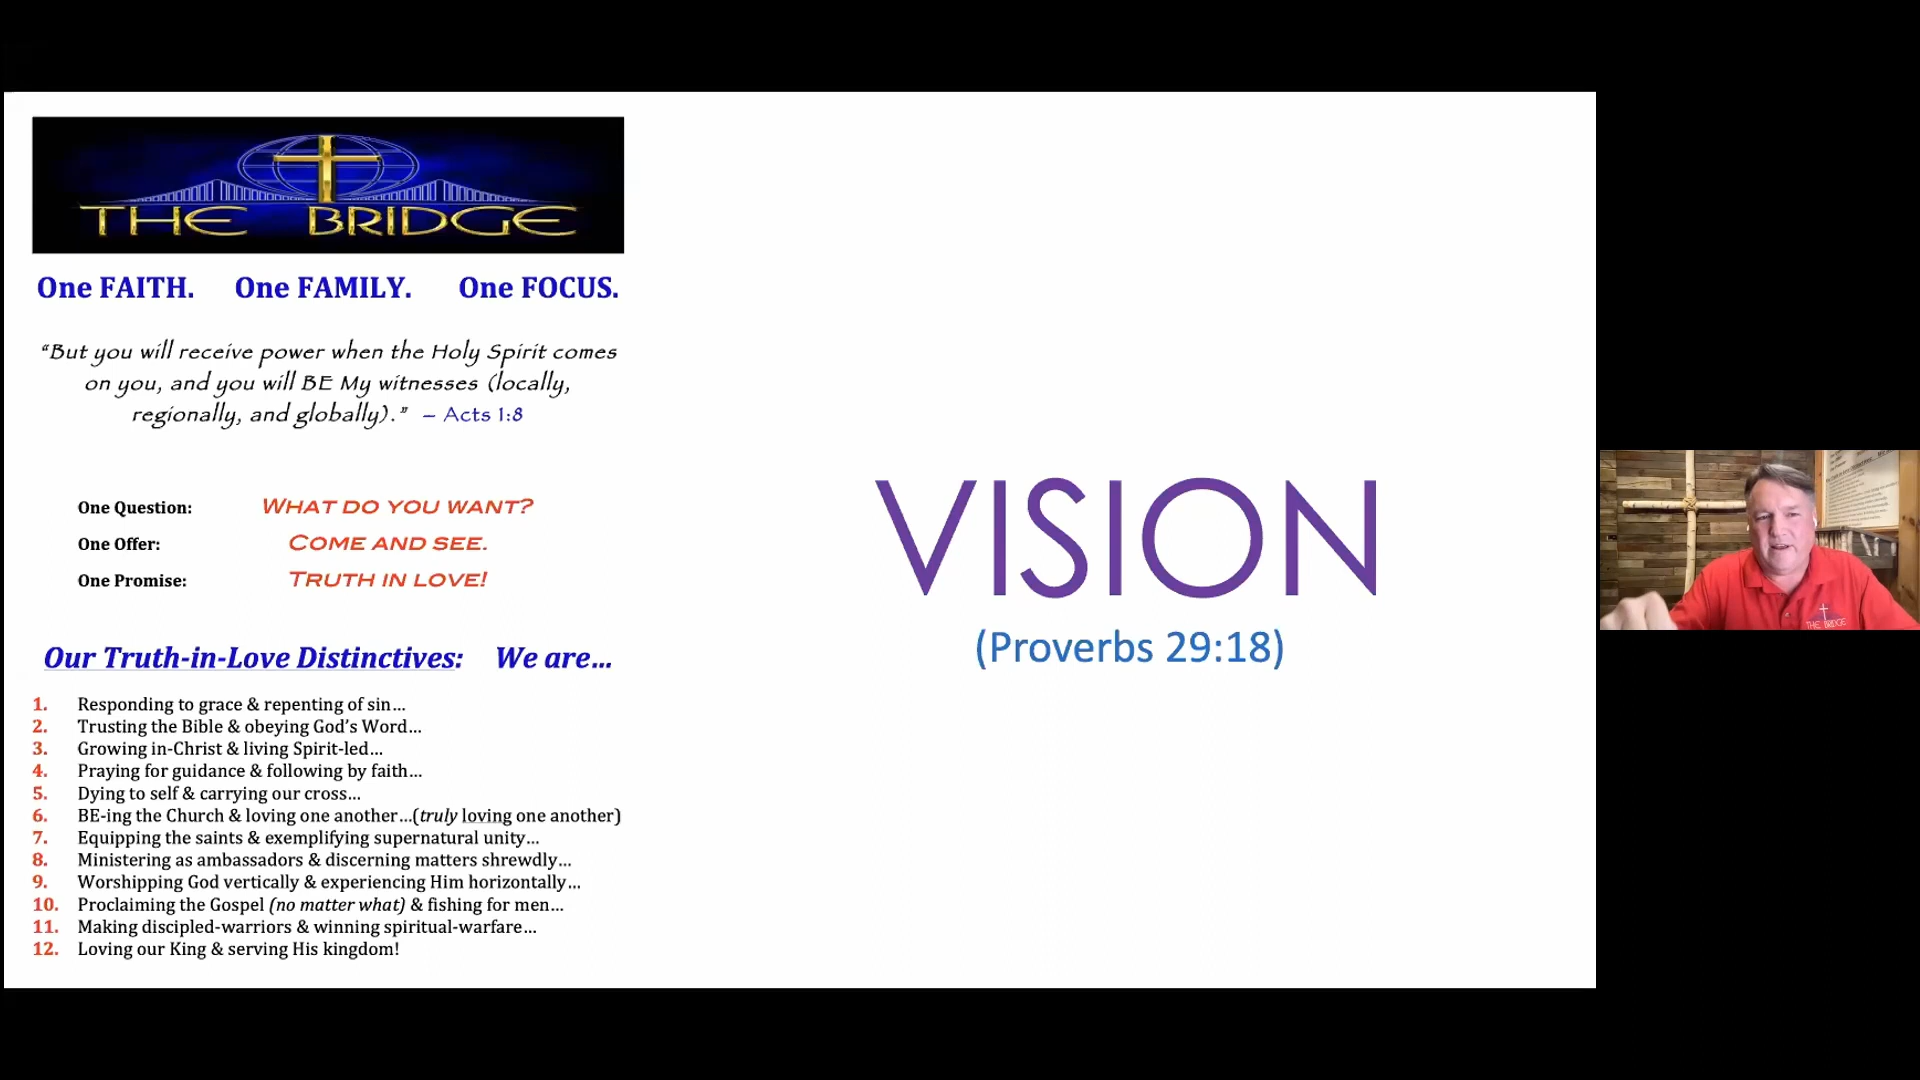 THE BRIDGE
One FAITH. One FAMILY. One FOCUS.
“But you will receive power when the Holy Spirit comes
on you, and you will BE My witnesses (locally,
regionally, and globally).” – Acts 1:8
One Question: WHAT DO YOU WANT?
One Offer: COME AND SEE.
One Promise: TRUTH IN LOVE!
Our Truth-in-Love Distinctives: We are…
1. Responding to grace & repenting of sin…
2. Trusting the Bible & obeying God’s Word…
3. Growing in-Christ & living Spirit-led…
4. Praying for guidance & following by faith…
5. Dying to self & carrying our cross…
6. BE-ing the Church & loving one another…(truly loving one another)
7. Equipping the saints & exemplifying supernatural unity…
8. Ministering as ambassadors & discerning matters shrewdly…
9. Worshipping God vertically & experiencing Him horizontally…
10. Proclaiming the Gospel (no matter what) & fishing for men…
11. Making discipled-warriors & winning spiritual-warfare…
12. Loving our King & serving His kingdom!
VISION
(Proverbs 29:18)
THE BRIDGE